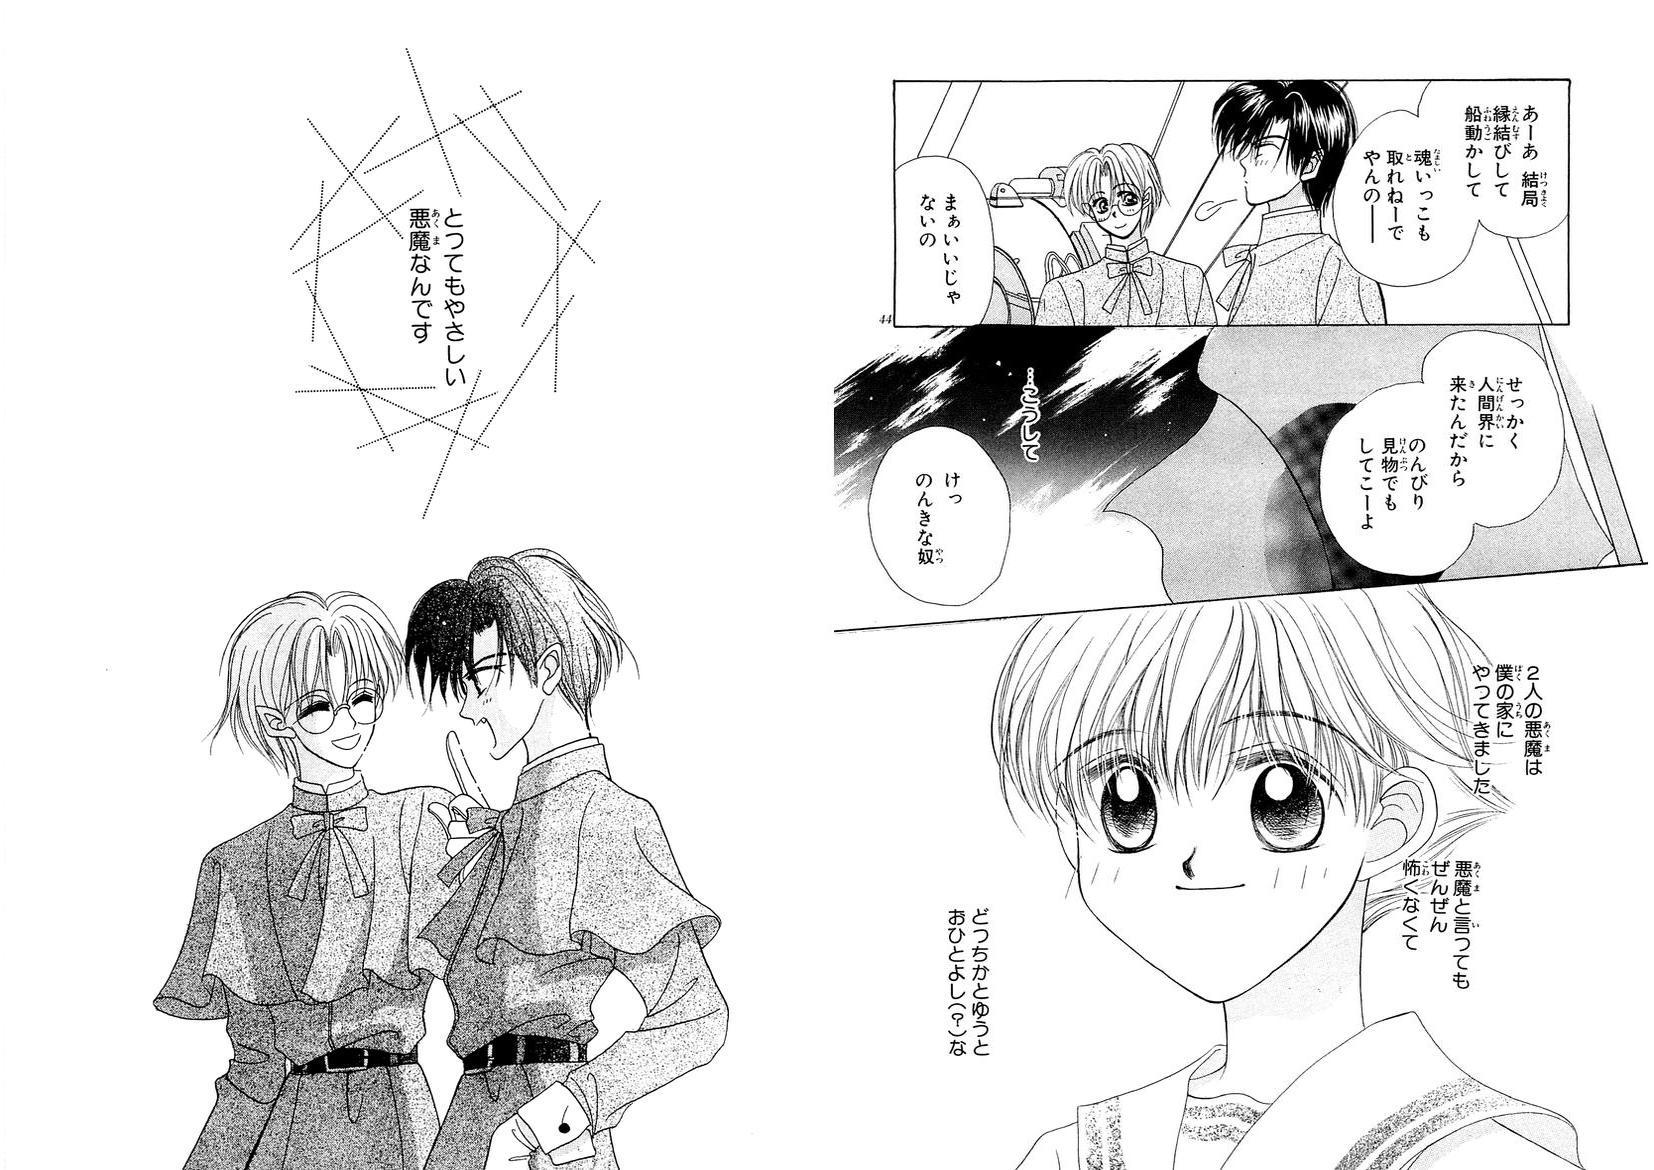 あーあ 結局
縁結びして
船動かして
魂いっこも
取れねーで
やんの――
まぁいいじゃ
ないの
44
せっかく
人間界に
来たんだから
のんびり
見物でも
してこーよ
…こうして
けっ
のんきな奴
2人の悪魔は
僕の家に
やってきました
悪魔と言っても
ぜんぜん
怖くなくて
どっちかとゆうと
おひとよし(?)な
とってもやさしい
悪魔なんです